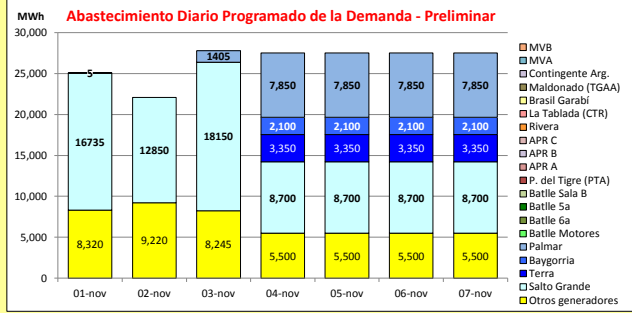 MWh
Abastecimiento Diario Programado de la Demanda - Preliminar
30,000
25,000
20,000
15,000
10,000
5,000
0
5
16735
8,320
12850
9,220
1405
18150
8,245
7,850
2,100
3,350
8,700
5,500
7,850
2,100
3,350
8,700
5,500
7,850
2,100
3,350
8,700
5,500
7,850
2,100
3,350
8,700
5,500
01-nov
02-nov
03-nov
04-nov
05-nov
06-nov
07-nov
MVB
MVA
Contingente Arg.
Maldonado (TGAA)
Brasil Garabí
La Tablada (CTR)
Rivera
APR C
APR B
APR A
P. del Tigre (PTA)
Batlle Sala B
Batlle 5a
Batlle 6a
Batlle Motores
Palmar
Baygorria
Terra
Salto Grande
Otros generadores